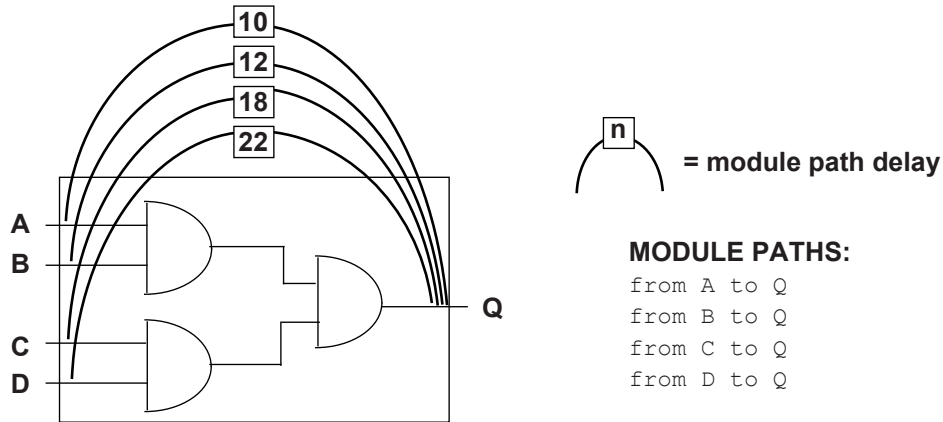 10
12
18
22
n
= module path delay
A
B
C
D
Q
MODULE PATHS:
from A to Q
from B to Q
from C to Q
from D to Q